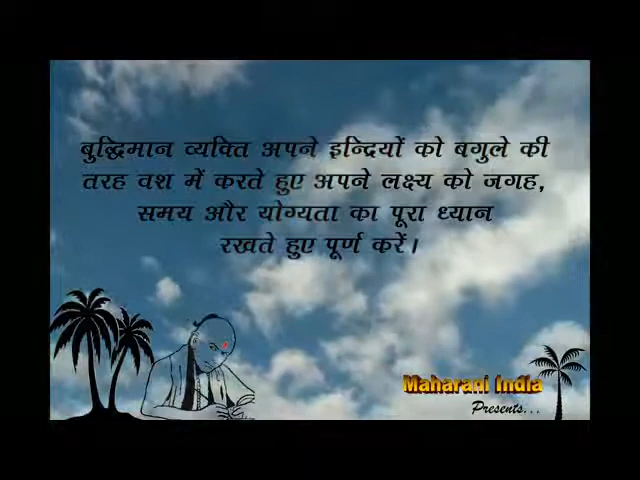 बुद्धिमान व्यक्ति अपने इन्द्रियों को बगुले की
तरह वश में करते हुए अपने लक्ष्य को जगह,
समय और योग्यता का पूरा ध्यान
रखते हुए पूर्ण करें।
Maharani India
Presents...